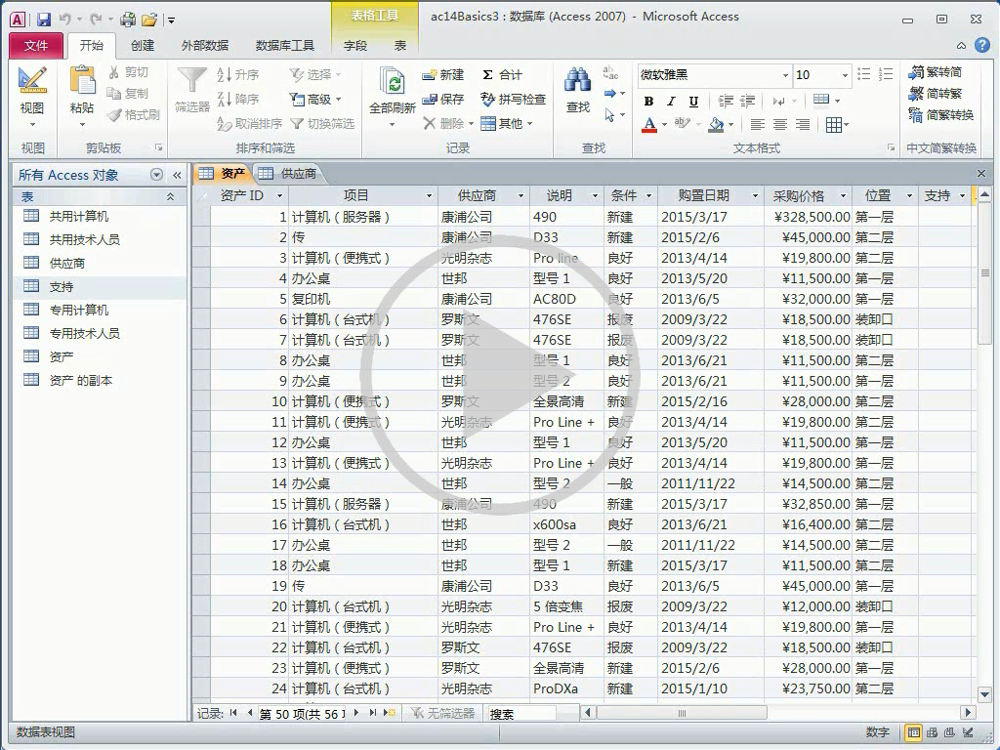 表格工具
ac14Basics3 : 数据库 (Access 2007) - Microsoft Access
文件 开始 创建 外部数据 数据库工具 字段 表
视图 粘贴 剪切 复制 格式刷
筛选器 升序 降序 取消排序 选择 高级 切换筛选
全部刷新 新建 保存 删除 合计 拼写检查 其他
查找 微软雅黑 10
B I U
繁转简 简转繁 简繁转换
视图 剪贴板 排序和筛选 记录 查找 文本格式 中文简繁转换
所有 Access 对象
表
共用计算机
共用技术人员
供应商
支持
专用计算机
专用技术人员
资产
资产 的副本
资产 供应商
资产 ID 项目 供应商 说明 条件 购置日期 采购价格 位置 支持
1 计算机（服务器） 康浦公司 490 新建 2015/3/17 ¥328,500.00 第一层
2 传 康浦公司 D33 新建 2015/2/6 ¥45,000.00 第二层
3 计算机（便携式） 光明杂志 Pro line 良好 2013/4/14 ¥19,800.00 第二层
4 办公桌 世邦 型号 1 良好 2013/5/20 ¥11,500.00 第二层
5 复印机 康浦公司 AC80D 良好 2013/6/5 ¥32,000.00 第二层
6 计算机（台式机） 罗斯文 476SE 报废 2009/3/22 ¥18,500.00 装卸口
7 计算机（台式机） 罗斯文 476SE 报废 2009/3/22 ¥18,500.00 装卸口
8 办公桌 世邦 型号 1 良好 2013/6/21 ¥11,500.00 第二层
9 办公桌 世邦 型号 2 良好 2013/6/21 ¥11,500.00 第二层
10 计算机（便携式） 罗斯文 全景高清 新建 2015/2/16 ¥28,000.00 第二层
11 计算机（便携式） 光明杂志 Pro Line + 良好 2013/4/14 ¥19,800.00 第二层
12 办公桌 世邦 型号 1 良好 2013/5/20 ¥11,500.00 第二层
13 计算机（便携式） 光明杂志 Pro Line + 良好 2013/4/14 ¥19,800.00 第一层
14 办公桌 世邦 型号 2 一般 2011/11/22 ¥14,500.00 第二层
15 计算机（服务器） 康浦公司 490 新建 2015/3/17 ¥32,850.00 第一层
16 计算机（台式机） 世邦 x600sa 良好 2013/6/21 ¥16,400.00 第二层
17 办公桌 世邦 型号 2 一般 2011/11/22 ¥14,500.00 第二层
18 办公桌 世邦 型号 1 新建 2015/3/17 ¥11,500.00 第二层
19 传 康浦公司 D33 良好 2013/6/5 ¥45,000.00 第一层
20 计算机（台式机） 光明杂志 5 倍变焦 报废 2009/3/22 ¥12,000.00 装卸口
21 计算机（便携式） 光明杂志 Pro Line + 良好 2013/4/14 ¥19,800.00 第一层
22 计算机（台式机） 罗斯文 476SE 报废 2009/3/22 ¥18,500.00 装卸口
23 计算机（便携式） 罗斯文 全景高清 新建 2015/2/6 ¥28,000.00 第一层
24 计算机（台式机） 光明杂志 ProDXa 新建 2015/1/10 ¥23,750.00 第二层
记录: 第 50 项(共 56 无筛选器 搜索
数据表视图 数字